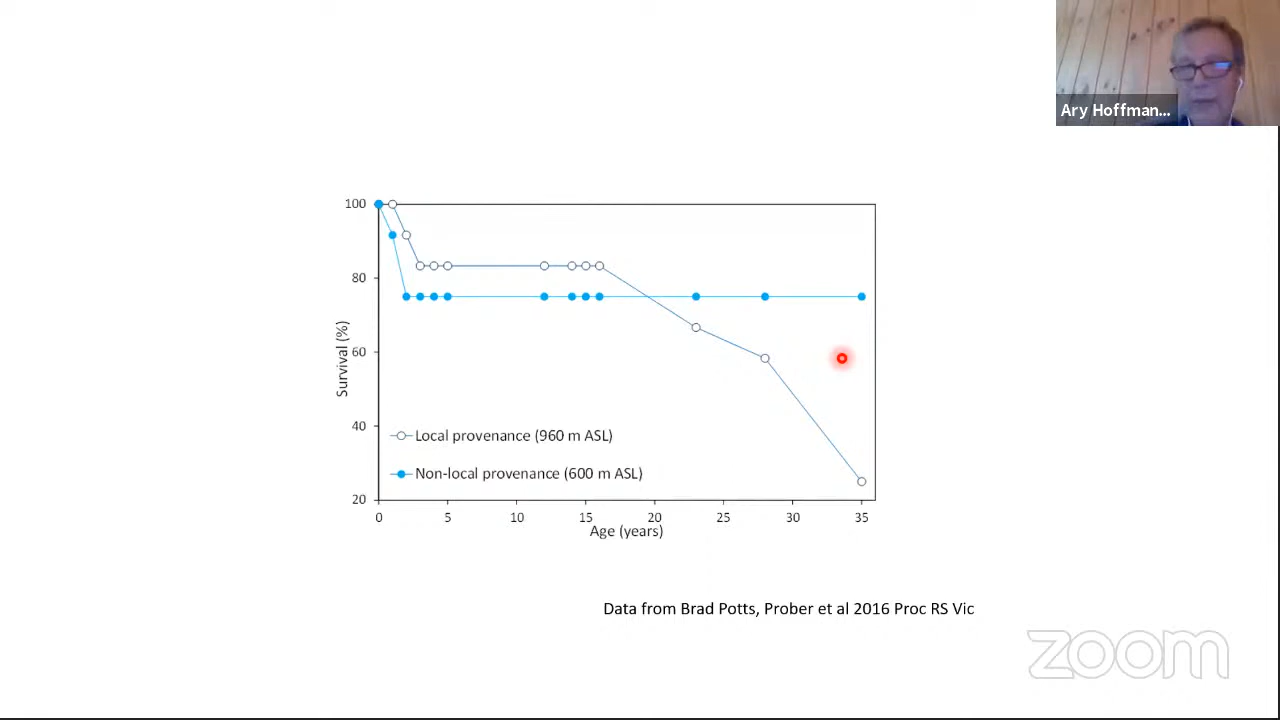 Ary Hoffman...
100
80
60
40
20
Survival (%)
Local provenance (960 m ASL)
Non-local provenance (600 m ASL)
0 5 10 15 20 25 30 35
Age (years)
Data from Brad Potts, Prober et al 2016 Proc RS Vic
zoom